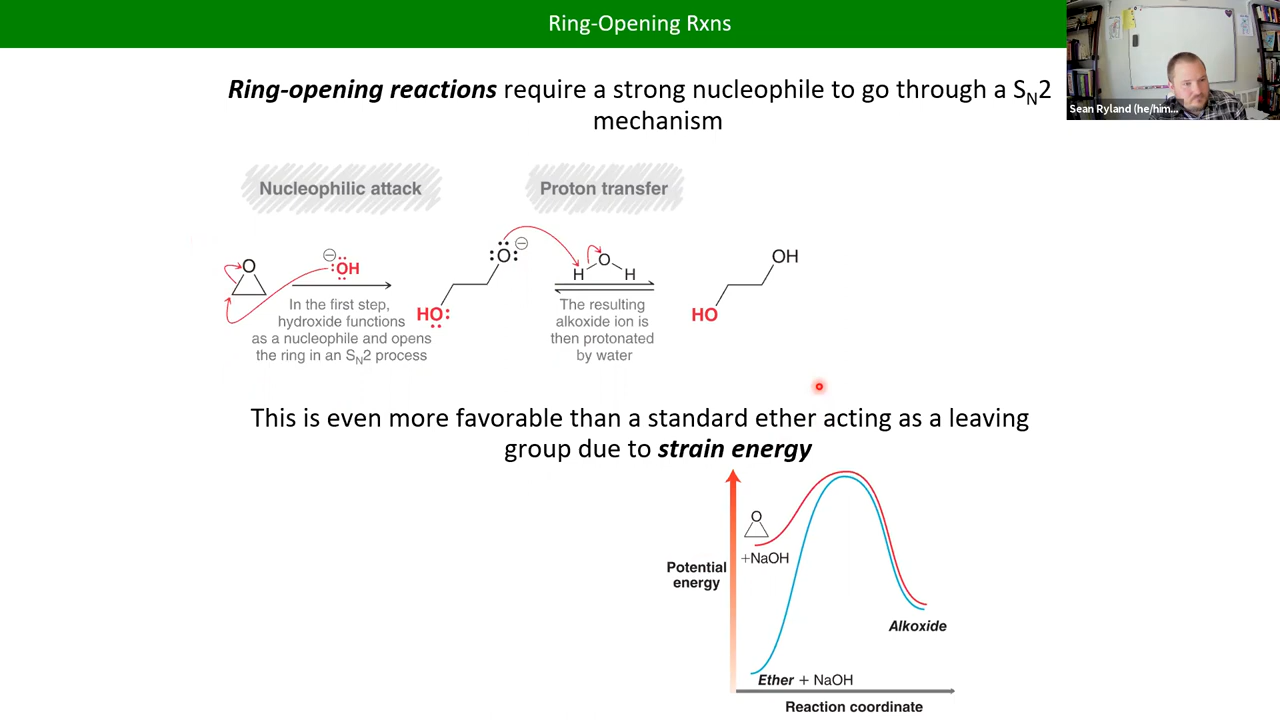 Ring-Opening Rxns
Sean Ryland (he/him...
Ring-opening reactions require a strong nucleophile to go through a SN2
mechanism
Nucleophilic attack
Proton transfer
O
⊖
:ÖH
In the first step,
hydroxide functions
as a nucleophile and opens
the ring in an SN2 process
:O:
⊖
HO:
H
O
H
The resulting
alkoxide ion is
then protonated
by water
OH
HO
This is even more favorable than a standard ether acting as a leaving
group due to strain energy
O
+NaOH
Potential
energy
Alkoxide
Ether + NaOH
Reaction coordinate